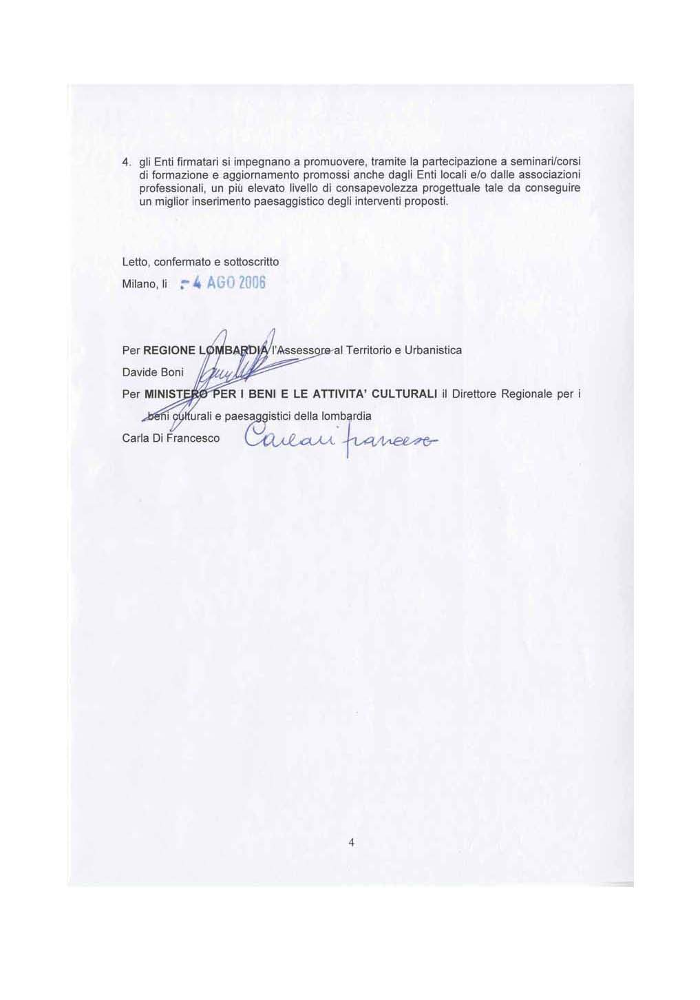 4. gli Enti firmatari si impegnano a promuovere, tramite la partecipazione a seminari/corsi
di formazione e aggiornamento promossi anche dagli Enti locali e/o dalle associazioni
professionali, un più elevato livello di consapevolezza progettuale tale da conseguire
un miglior inserimento paesaggistico degli interventi proposti.
Letto, confermato e sottoscritto
Milano, li - 4 AGO 2006
Per REGIONE LOMBARDIA l'Assessore al Territorio e Urbanistica
Davide Boni
Per MINISTERO PER I BENI E LE ATTIVITA' CULTURALI il Direttore Regionale per i
beni culturali e paesaggistici della lombardia
Carla Di Francesco Carla Di Francesco
4